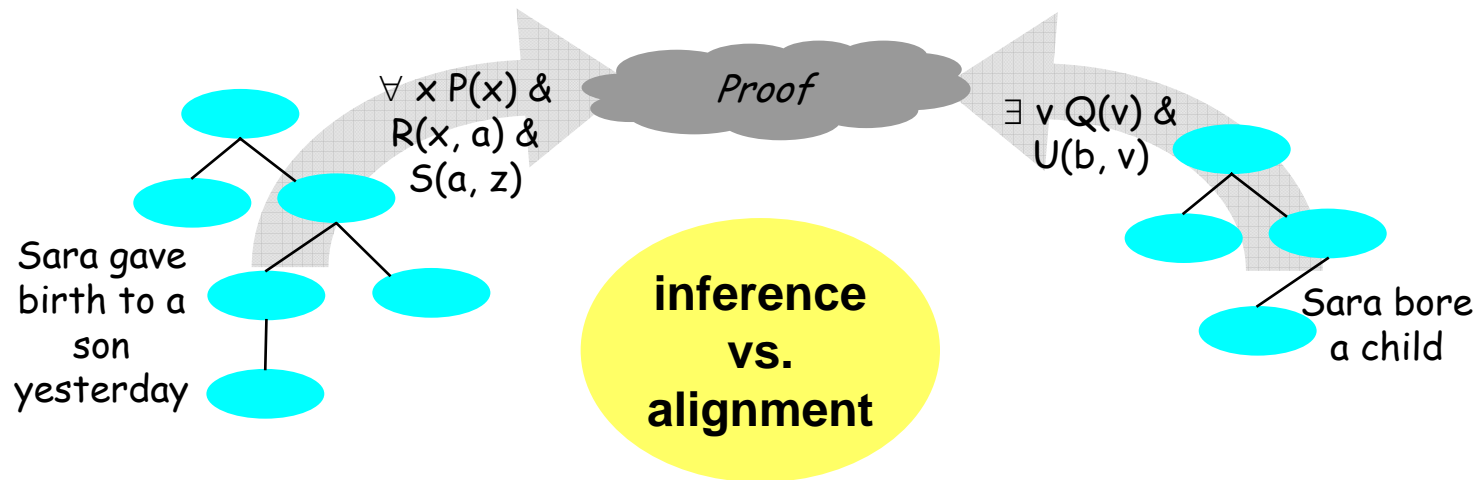 Proof
∀ x P(x) &
R(x, a) &
S(a, z)
∃ v Q(v) &
U(b, v)
Sara gave
birth to a
son
yesterday
inference
vs.
alignment
Sara bore
a child